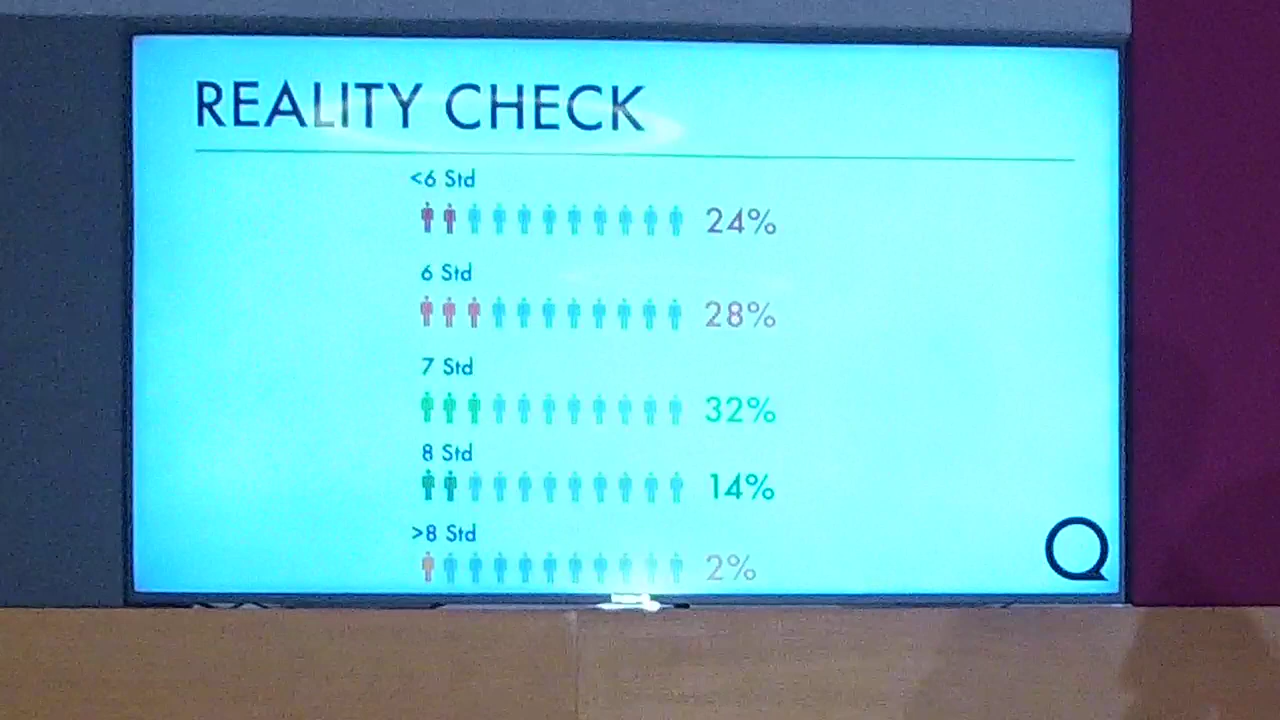 REALITY CHECK
<6 Std
24%
6 Std
28%
7 Std
32%
8 Std
14%
>8 Std
2%
Q